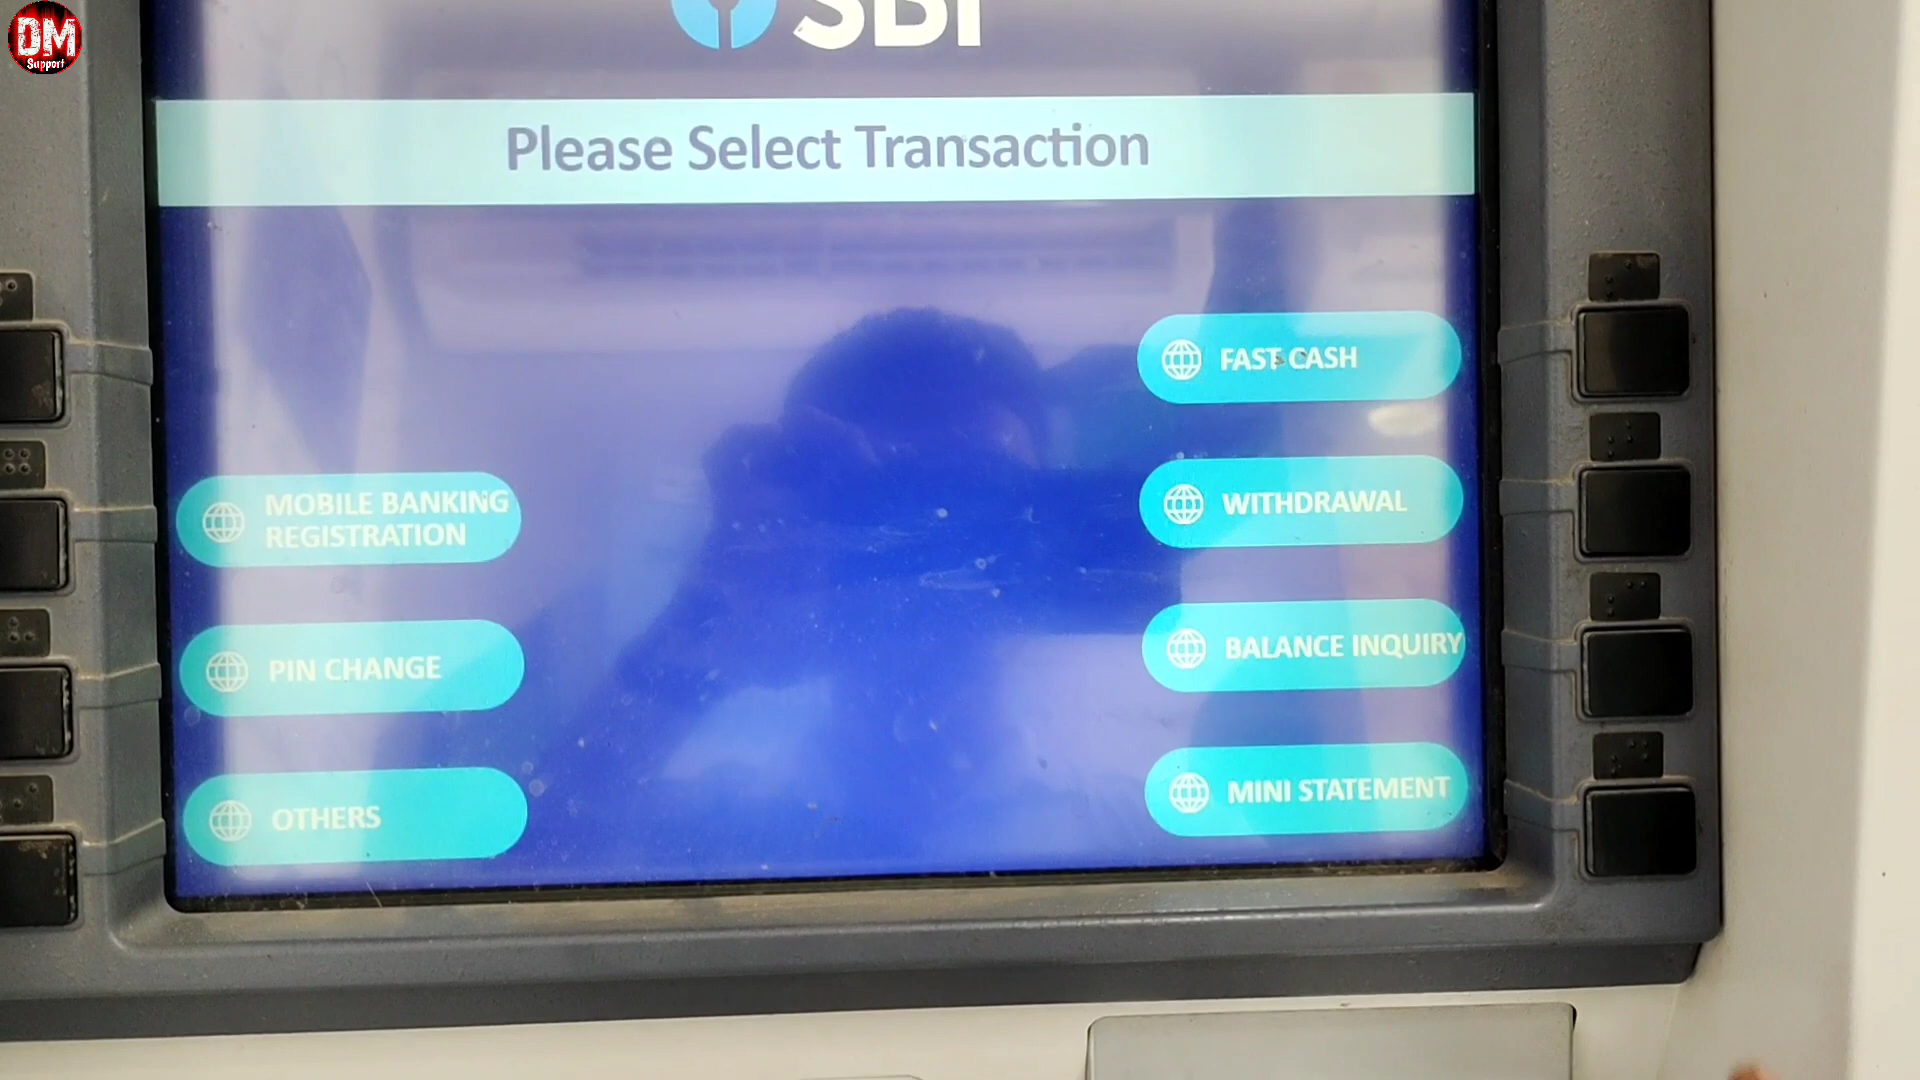 DM
Support
SBI
Please Select Transaction
FAST CASH
MOBILE BANKING
REGISTRATION
WITHDRAWAL
PIN CHANGE
BALANCE INQUIRY
OTHERS
MINI STATEMENT